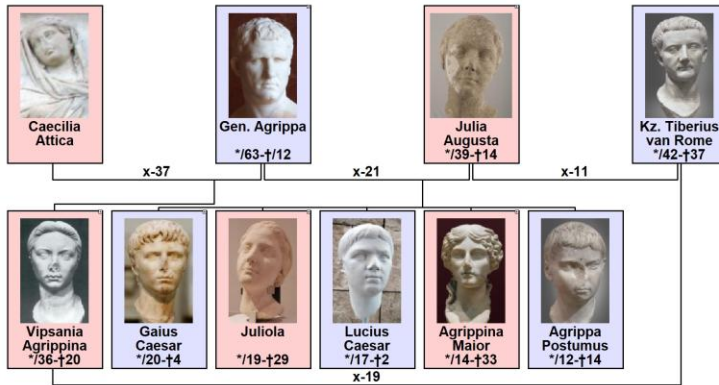 Caecilia
Attica
Gen. Agrippa
*/63-†/12
Julia
Augusta
*/39-†14
Kz. Tiberius
van Rome
*/42-†37
x-37
x-21
x-11
Vipsania
Agrippina
*/36-†20
Gaius
Caesar
*/20-†4
Juliola
*/19-†29
Lucius
Caesar
*/17-†2
Agrippina
Maior
*/14-†33
Agrippa
Postumus
*/12-†14
x-19